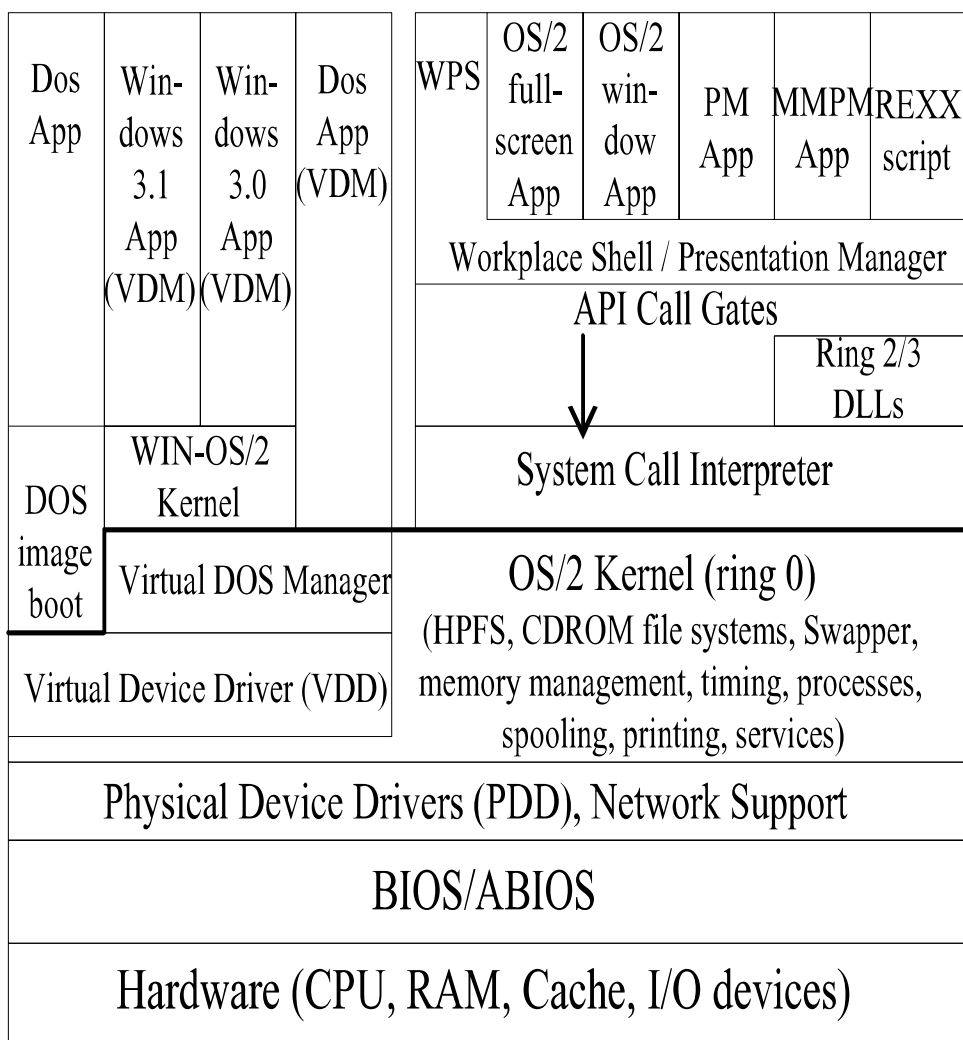 Dos
App
Win-
dows
3.1
App
(VDM)
Win-
dows
3.0
App
(VDM)
Dos
App
(VDM)
WPS
OS/2
full-
screen
App
OS/2
win-
dow
App
PM
App
MMPM
App
REXX
script
Workplace Shell / Presentation Manager
API Call Gates
Ring 2/3
DLLs
WIN-OS/2
Kernel
System Call Interpreter
DOS
image
boot
Virtual DOS Manager
OS/2 Kernel (ring 0)
(HPFS, CDROM file systems, Swapper,
memory management, timing, processes,
spooling, printing, services)
Virtual Device Driver (VDD)
Physical Device Drivers (PDD), Network Support
BIOS/ABIOS
Hardware (CPU, RAM, Cache, I/O devices)